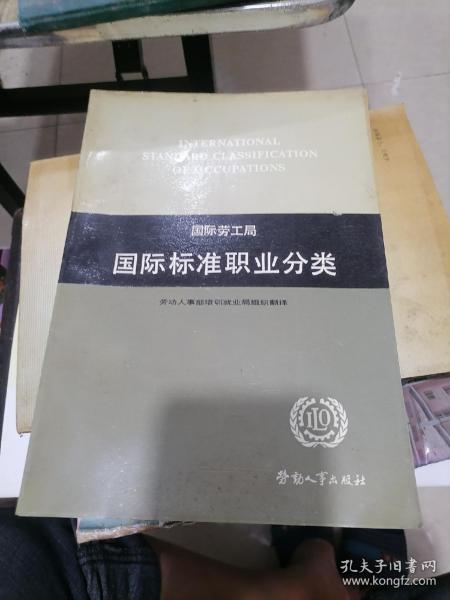 INTERNATIONAL
STANDARD CLASSIFICATION
OF OCCUPATIONS
国际劳工局
国际标准职业分类
劳动人事部培训就业局组织翻译
ILO
劳动人事出版社
孔夫子旧书网
www.kongfz.com